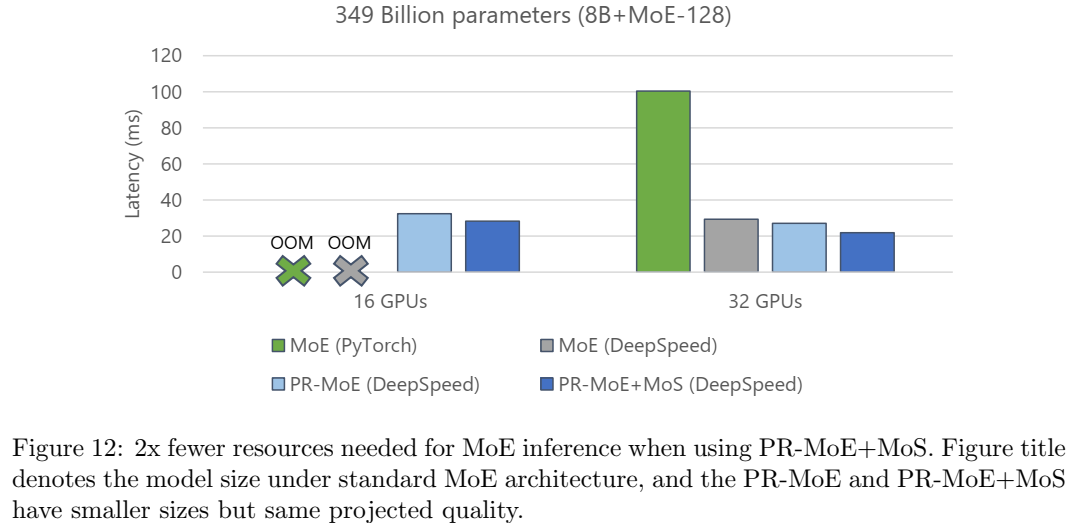 349 Billion parameters (8B+MoE-128)
Latency (ms)
120
100
80
60
40
20
0
OOM OOM
16 GPUs 32 GPUs
MoE (PyTorch) MoE (DeepSpeed)
PR-MoE (DeepSpeed) PR-MoE+MoS (DeepSpeed)
Figure 12: 2x fewer resources needed for MoE inference when using PR-MoE+MoS. Figure title
denotes the model size under standard MoE architecture, and the PR-MoE and PR-MoE+MoS
have smaller sizes but same projected quality.